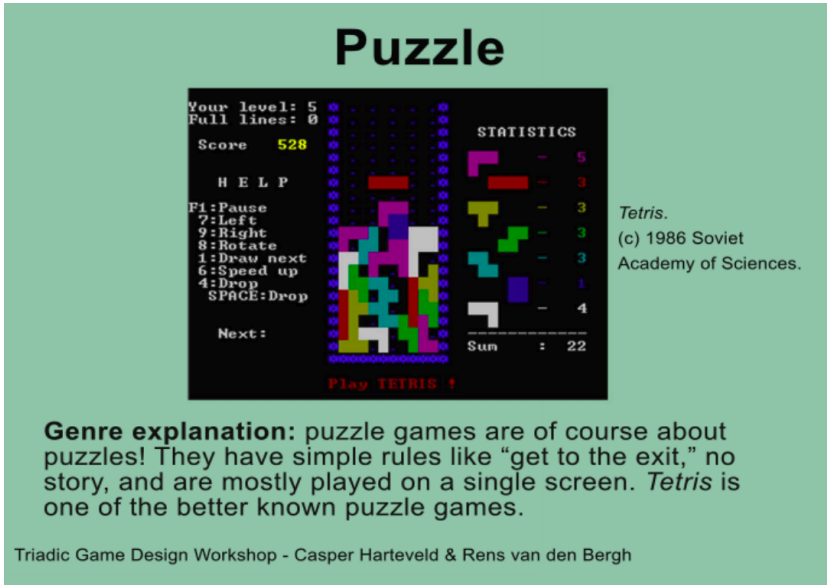 Puzzle
Your level: 5
Full lines: 0
Score 528
H E L P
F1:Pause
7:Left
9:Right
8:Rotate
1:Draw next
6:Speed up
4:Drop
SPACE:Drop
Next:
Play TETRIS !
STATISTICS
- 5
- 3
- 3
- 3
- 3
- 1
- 4
Sum : 22
Tetris.
(c) 1986 Soviet
Academy of Sciences.
Genre explanation: puzzle games are of course about
puzzles! They have simple rules like “get to the exit,” no
story, and are mostly played on a single screen. Tetris is
one of the better known puzzle games.
Triadic Game Design Workshop - Casper Harteveld & Rens van den Bergh